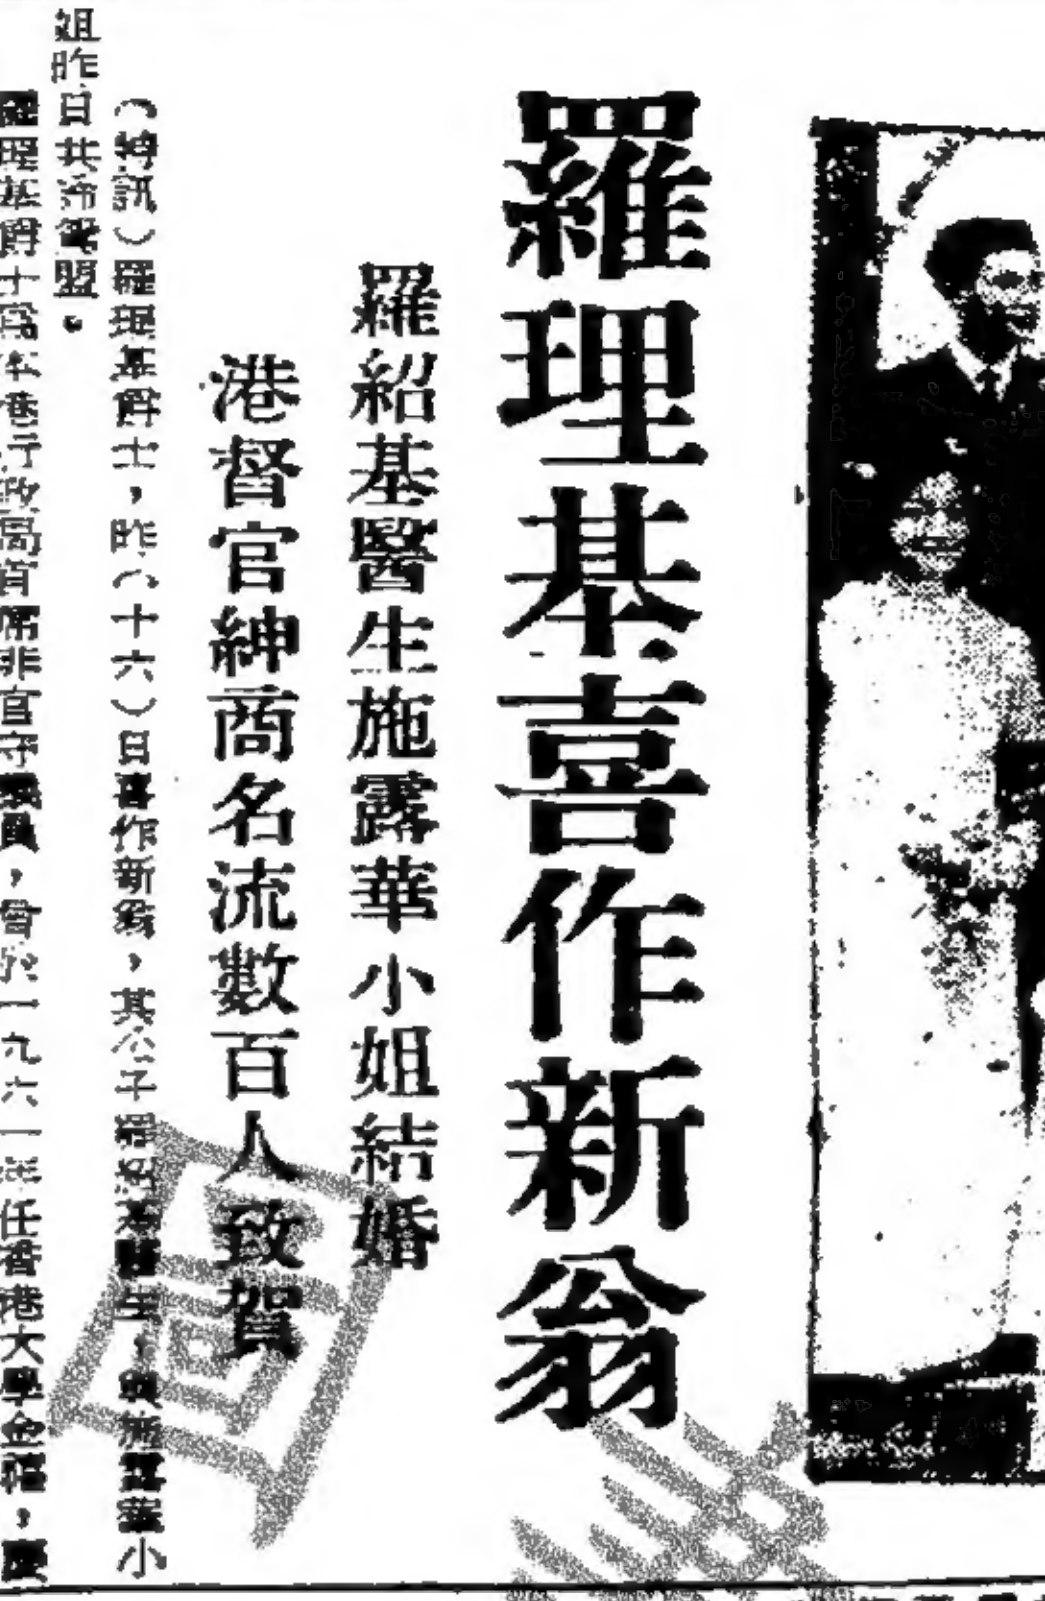 羅理基喜作新翁
羅紹基醫生施露華小姐結婚
港督官紳商名流數百人致賀
（特訊）羅理基爵士，昨（十六）日喜作新翁，其公子羅紹基醫生，與施露華小
姐昨日共諧鴛盟。
羅理基爵士爲本港行政局首席非官守議員，曾於一九六一年任香港大學金禧，慶